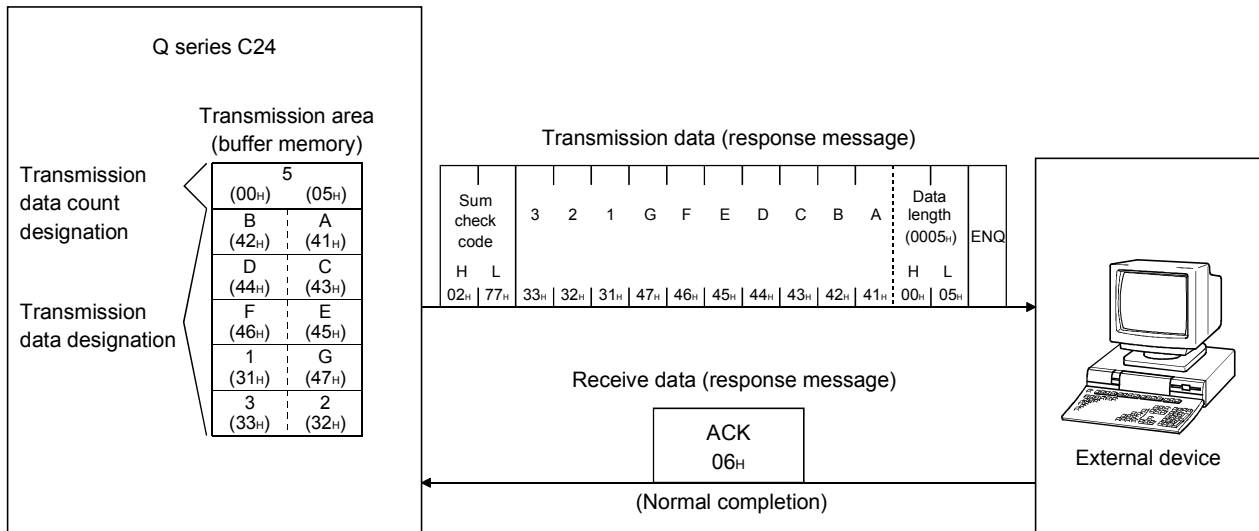 Q series C24
Transmission area
(buffer memory)
Transmission
data count
designation
5
(00H) (05H)
B A
(42H) (41H)
D C
(44H) (43H)
Transmission
data designation
F E
(46H) (45H)
1 G
(31H) (47H)
3 2
(33H) (32H)
Transmission data (response message)
Sum
check
code
3 2 1 G F E D C B A
Data
length
(0005H)
ENQ
H L H L
02H 77H 33H 32H 31H 47H 46H 45H 44H 43H 42H 41H 00H 05H
Receive data (response message)
ACK
06H
(Normal completion)
External device